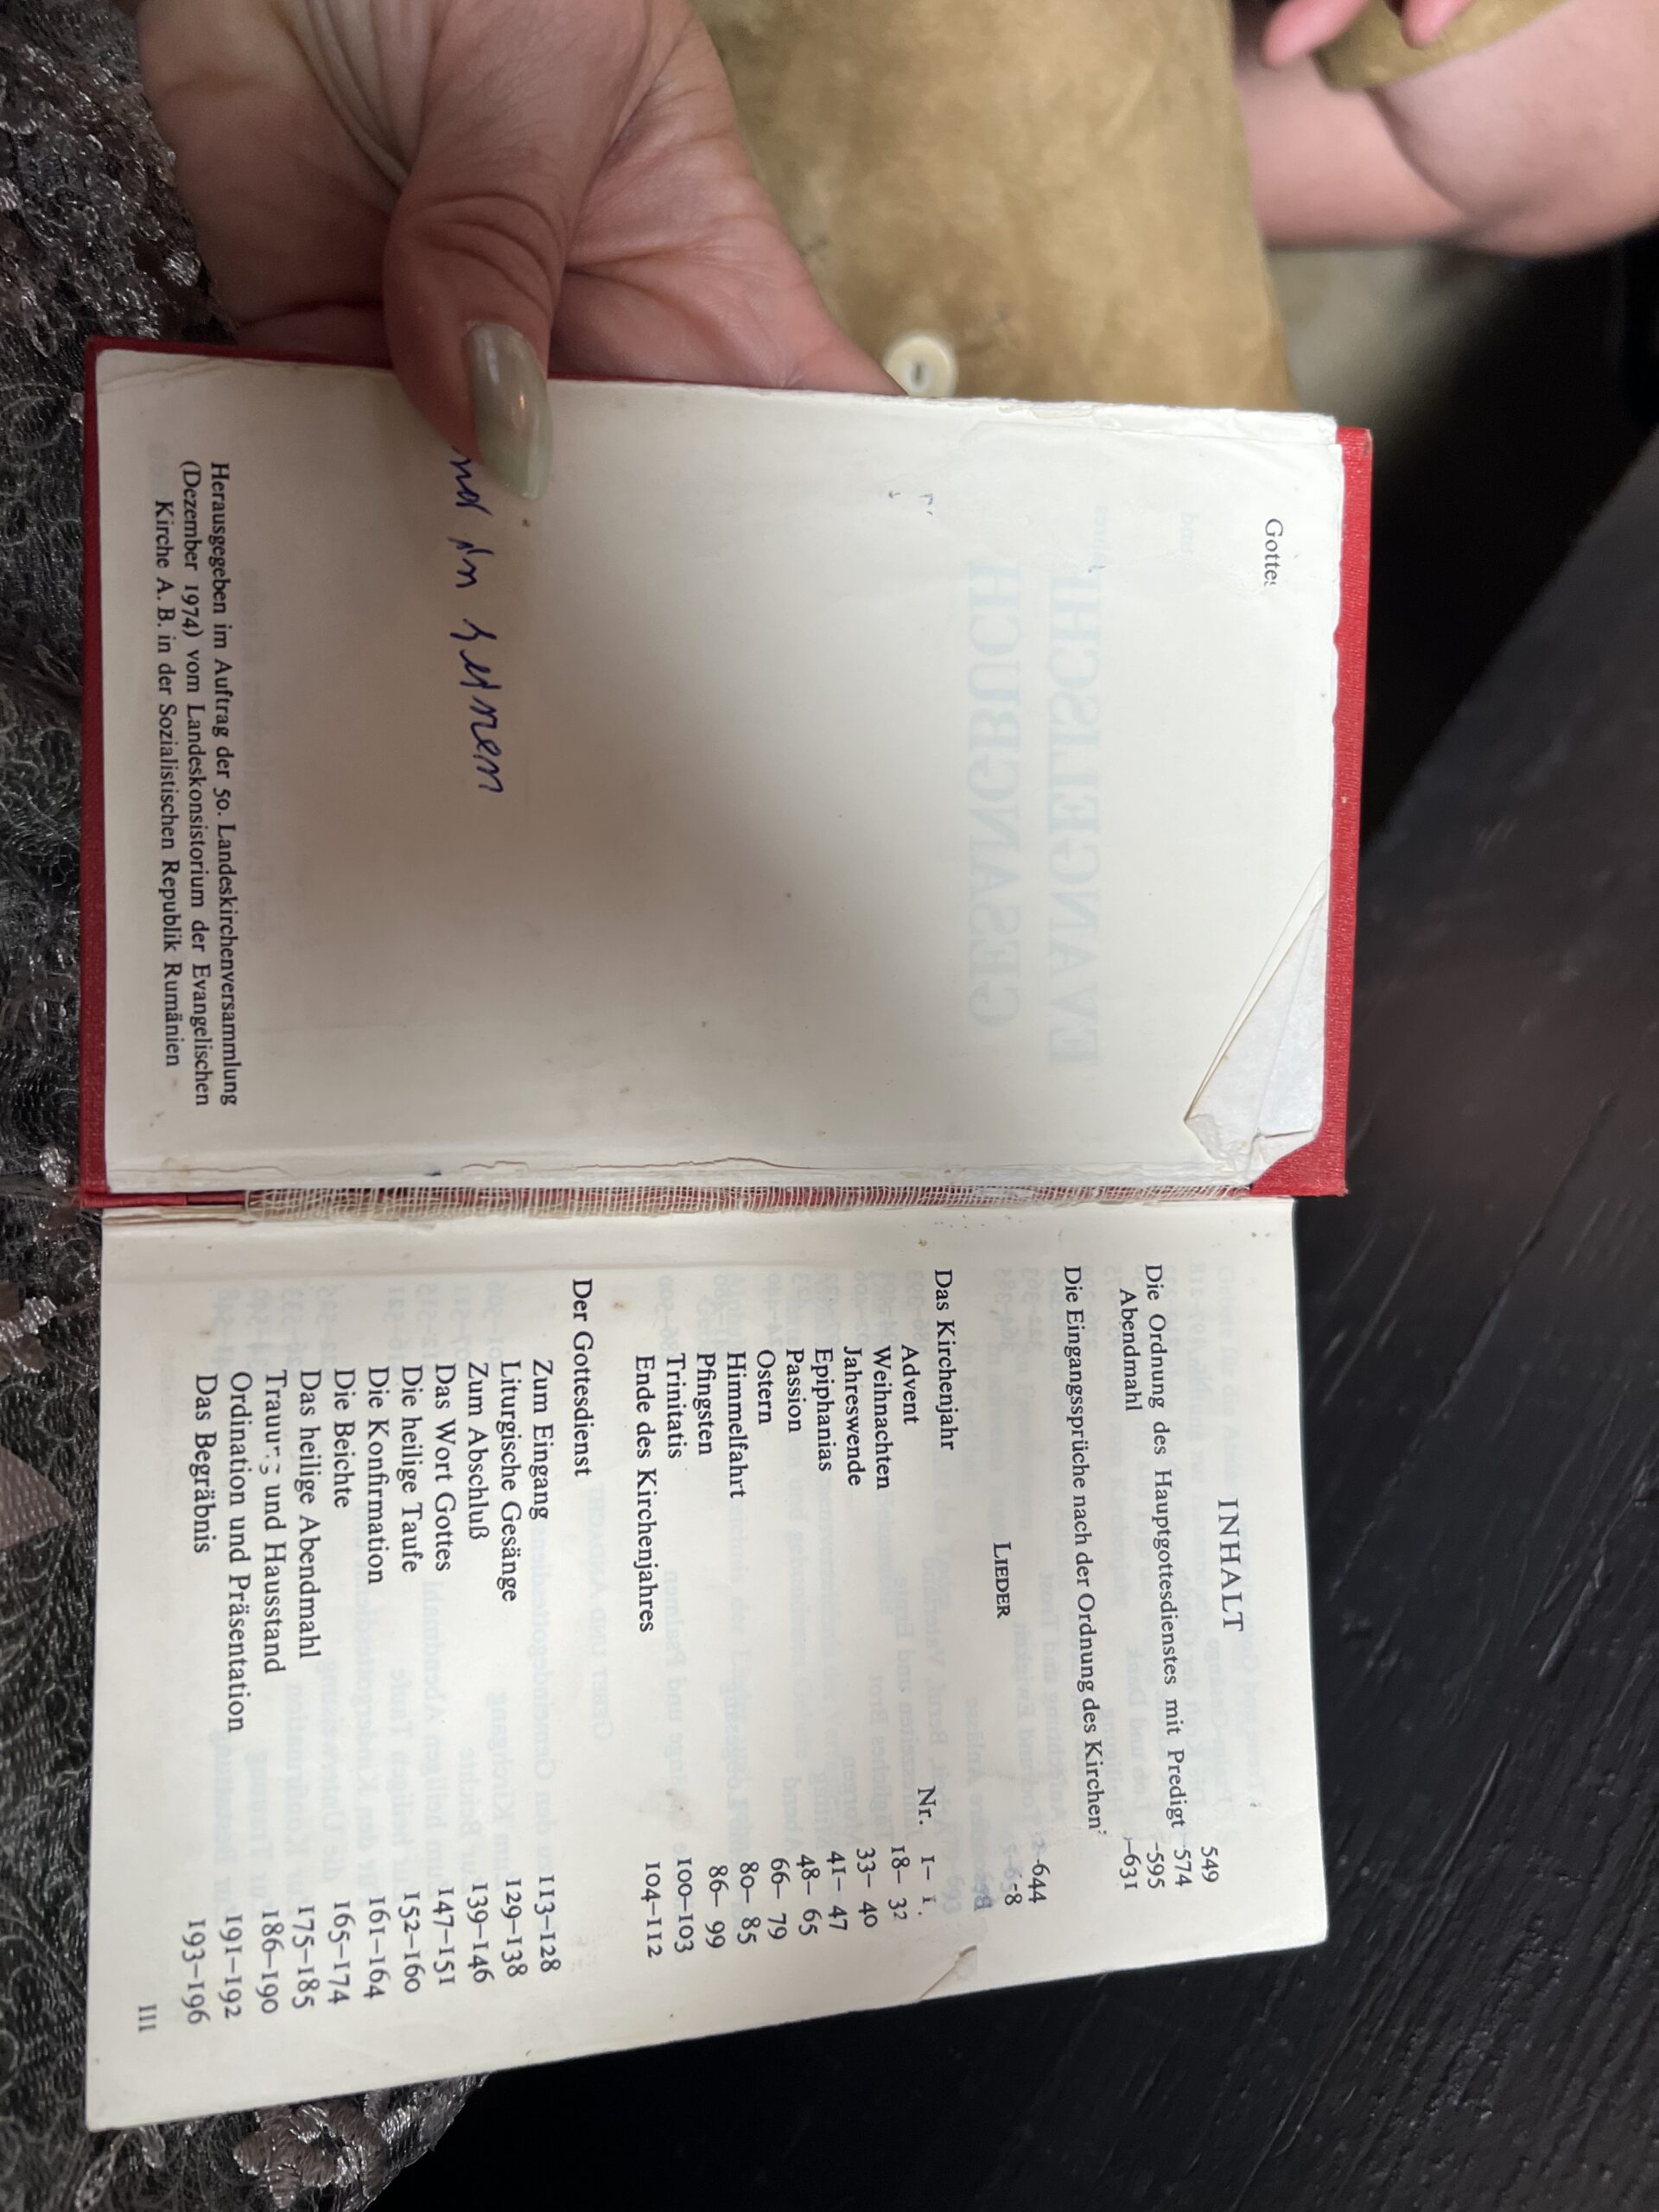 Herausgegeben im Auftrag der 50. Landeskirchenversammlung
(Dezember 1974) vom Landeskonsistorium der Evangelischen
Kirche A. B. in der Sozialistischen Republik Rumänien
INHALT
549
Die Ordnung des Hauptgottesdienstes mit Predigt -574
-595
Abendmahl –631
Die Eingangssprüche nach der Ordnung des Kirchen
-644
-8
LIEDER
Das Kirchenjahr Nr.
Advent 1–
Weihnachten 18– 32
Jahreswende 33– 40
Epiphanias 41– 47
Passion 48– 65
Ostern 66– 79
Himmelfahrt 80– 85
Pfingsten 86– 99
Trinitatis 100–103
Ende des Kirchenjahres 104–112
Der Gottesdienst
Zum Eingang 113–128
Liturgische Gesänge 129–138
Zum Abschluß 139–146
Das Wort Gottes 147–151
Die heilige Taufe 152–160
Die Konfirmation 161–164
Die Beichte 165–174
Das heilige Abendmahl 175–185
und Hausstand 186–190
Ordination und Präsentation 191–192
Das Begräbnis 193–196
III